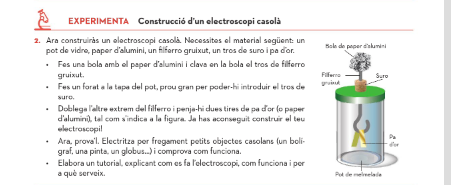 EXPERIMENTA Construcció d'un electroscopi casolà
2. Ara construiràs un electroscopi casolà. Necessites el material següent: un
pot de vidre, paper d'alumini, un filferro gruixut, un tros de suro i pa d'or.
• Fes una bola amb el paper d'alumini i clava en la bola el tros de filferro
gruixut.
• Fes un forat a la tapa del pot, prou gran per poder-hi introduir el tros de
suro.
• Doblega l'altre extrem del filferro i penja-hi dues tires de pa d'or (o paper
d'alumini), tal com s'indica a la figura. Ja has aconseguit construir el teu
electroscopi!
• Ara, prova'l. Electritza per fregament petits objectes casolans (un bolí-
graf, una pinta, un globus...) i comprova com funciona.
• Elabora un tutorial, explicant com es fa l'electroscopi, com funciona i per
a què serveix.
Bola de paper d'alumini
Filferro
gruixut
Suro
Pa
d'or
Pot de melmelada